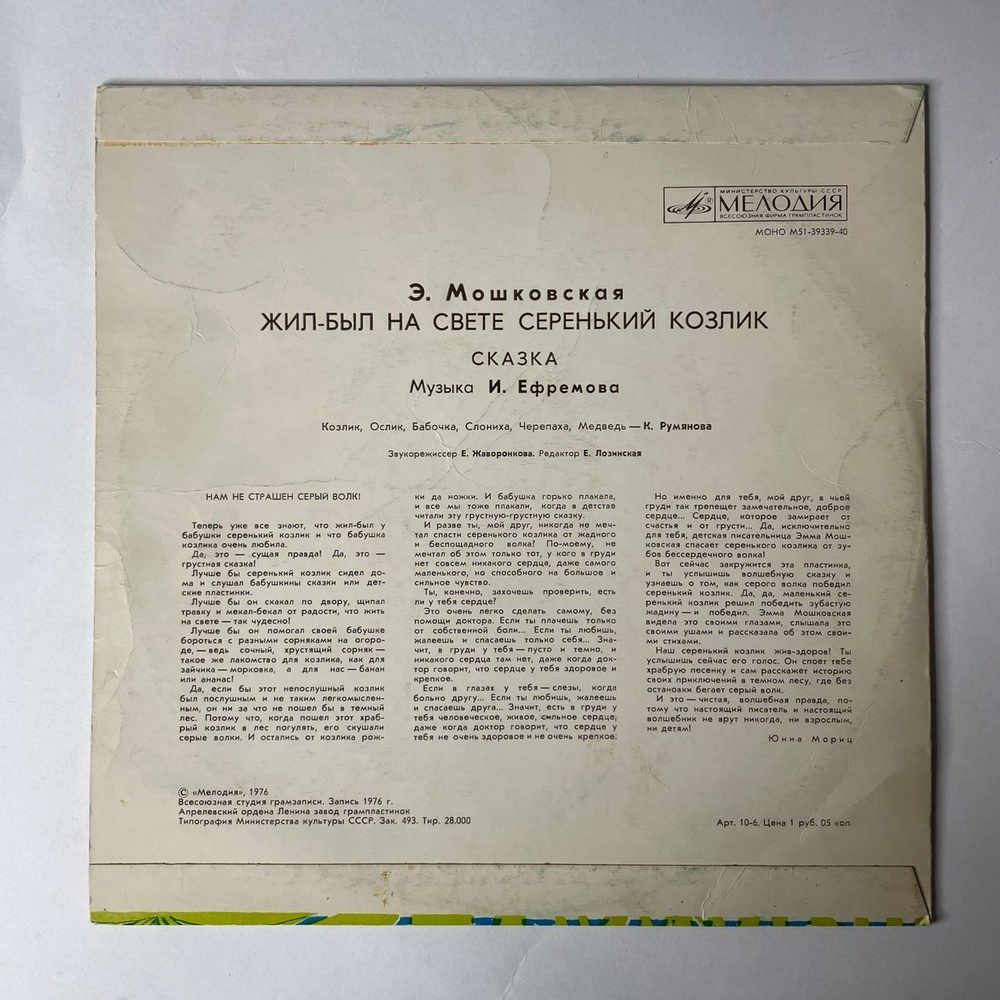 МИНИСТЕРСТВО КУЛЬТУРЫ СССР
МЕЛОДИЯ
ВСЕСОЮЗНАЯ ФИРМА ГРАМПЛАСТИНОК
МОНО М51-39339-40
Э. Мошковская
ЖИЛ-БЫЛ НА СВЕТЕ СЕРЕНЬКИЙ КОЗЛИК
СКАЗКА
Музыка И. Ефремова
Козлик, Ослик, Бабочка, Слониха, Черепаха, Медведь — К. Румянова
Звукорежиссер Е. Жаворонкова. Редактор Е. Лозинская
НАМ НЕ СТРАШЕН СЕРЫЙ ВОЛК!
Теперь уже все знают, что жил-был у
бабушки серенький козлик и что бабушка
козлика очень любила.
Да, это — сущая правда! Да, это —
грустная сказка!
Лучше бы серенький козлик сидел до-
ма и слушал бабушкины сказки или дет-
ские пластинки.
Лучше бы он скакал по двору, щипал
травку и мекал-бекал от радости, что жить
на свете — так чудесно!
Лучше бы он помогал своей бабушке
бороться с разными сорняками на огоро-
де, — ведь сочный, хрустящий сорняк —
такое же лакомство для козлика, как для
зайчика — морковка, а для нас — банан
или ананас!
Да, если бы этот непослушный козлик
был послушным и не таким легкомыслен-
ным, он ни за что не пошел бы в темный
лес. Потому что, когда пошел этот храб-
рый козлик в лес погулять, его скушали
серые волки. И остались от козлика рож-
ки да ножки. И бабушка горько плакала,
и все мы тоже плакали, когда в детстве
читали эту грустную-грустную сказку.
И разве ты, мой друг, никогда не меч-
тал спасти серенького козлика от жадного
и беспощадного волка? По-моему, не
мечтал об этом только тот, у кого в груди
нет совсем никакого сердца, даже самого
маленького, но способного на большое и
сильное чувство.
Ты, конечно, захочешь проверить, есть
ли у тебя сердце?
Это очень легко сделать самому, без
помощи доктора. Если ты плачешь только
от собственной боли... Если ты любишь,
жалеешь и спасаешь только себя... Зна-
чит, в груди у тебя — пусто и темно, и
никакого сердца там нет, даже когда док-
тор говорит, что сердце у тебя здоровое и
крепкое.
Если в глазах у тебя — слезы, когда
больно другу... Если ты любишь, жалеешь
и спасаешь друга... Значит, есть в груди у
тебя человеческое, живое, сильное сердце,
даже когда доктор говорит, что сердце у
тебя не очень здоровое и не очень крепкое.
Но именно для тебя, мой друг, в чьей
груди так трепещет замечательное, доброе
сердце... Сердце, которое замирает от
счастья и от грусти... Да, исключительно
для тебя, детская писательница Эмма Мош-
ковская спасает серенького козлика от зу-
бов бессердечного волка!
Вот сейчас закружится эта пластинка,
и ты услышишь волшебную сказку и
узнаешь о том, как серого волка победил
серенький козлик. Да, да, маленький се-
ренький козлик решил победить зубастую
жадину — и победил. Эмма Мошковская
видела это своими глазами, слышала это
своими ушами и рассказала об этом свои-
ми стихами.
Наш серенький козлик жив-здоров! Ты
услышишь сейчас его голос. Он споет тебе
храбрую песенку и сам расскажет историю
своих приключений в темном лесу, где без
остановки бегает серый волк.
И это — чистая, волшебная правда, по-
тому что настоящий писатель и настоящий
волшебник не врут никогда, ни взрослым,
ни детям!
Юнна Мориц
© «Мелодия», 1976
Всесоюзная студия грамзаписи. Запись 1976 г.
Апрелевский ордена Ленина завод грампластинок
Типография Министерства культуры СССР. Зак. 493. Тир. 28.000
Арт. 10-6. Цена 1 руб. 05 коп.